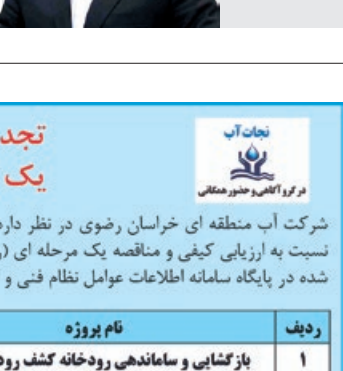 نجات آب
در گرو آگاهی و حضور همگانی
تجد
یک
شرکت آب منطقه ای خراسان رضوی در نظر دارد
نسبت به ارزیابی کیفی و مناقصه یک مرحله ای (
شده در پایگاه سامانه اطلاعات عوامل نظام فنی و
ردیف نام پروژه
۱ بازگشایی و ساماندهی رودخانه کشف رود